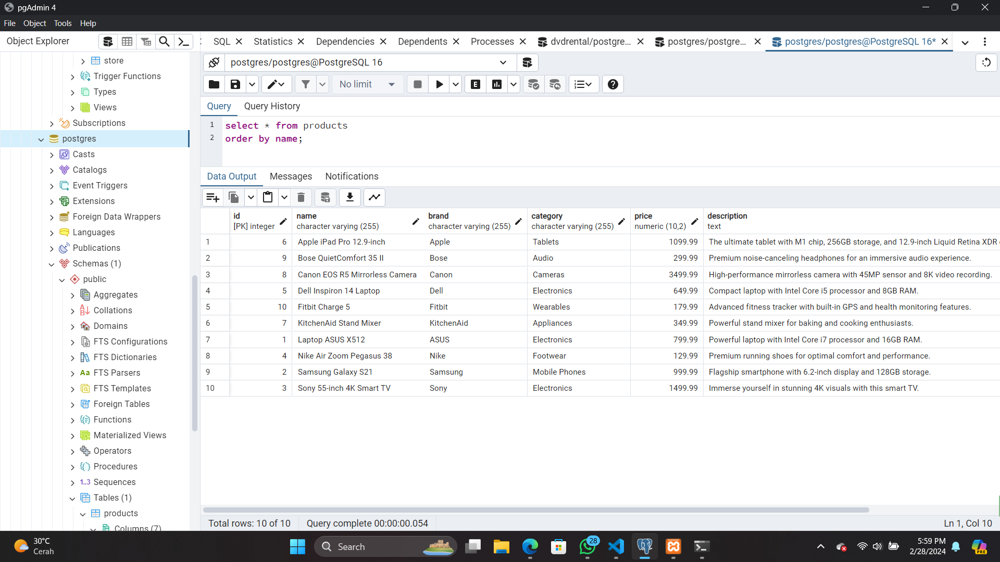 pgAdmin 4
File Object Tools Help
Object Explorer
SQL Statistics Dependencies Dependents Processes dvdrental/postgre... postgres/postgre... postgres/postgres@PostgreSQL 16*
store
Trigger Functions
Types
Views
Subscriptions
postgres
Casts
Catalogs
Event Triggers
Extensions
Foreign Data Wrappers
Languages
Publications
Schemas (1)
public
Aggregates
Collations
Domains
FTS Configurations
FTS Dictionaries
Aa FTS Parsers
FTS Templates
Foreign Tables
Functions
Materialized Views
Operators
Procedures
1..3 Sequences
Tables (1)
products
Columns (7)
postgres/postgres@PostgreSQL 16
No limit
E
Query Query History
1 select * from products
2 order by name;
Data Output Messages Notifications
id name brand category price description
[PK] integer character varying (255) character varying (255) character varying (255) numeric (10,2) text
1 6 Apple iPad Pro 12.9-inch Apple Tablets 1099.99 The ultimate tablet with M1 chip, 256GB storage, and 12.9-inch Liquid Retina XDR
2 9 Bose QuietComfort 35 II Bose Audio 299.99 Premium noise-canceling headphones for an immersive audio experience.
3 8 Canon EOS R5 Mirrorless Camera Canon Cameras 3499.99 High-performance mirrorless camera with 45MP sensor and 8K video recording.
4 5 Dell Inspiron 14 Laptop Dell Electronics 649.99 Compact laptop with Intel Core i5 processor and 8GB RAM.
5 10 Fitbit Charge 5 Fitbit Wearables 179.99 Advanced fitness tracker with built-in GPS and health monitoring features.
6 7 KitchenAid Stand Mixer KitchenAid Appliances 349.99 Powerful stand mixer for baking and cooking enthusiasts.
7 1 Laptop ASUS X512 ASUS Electronics 799.99 Powerful laptop with Intel Core i7 processor and 16GB RAM.
8 4 Nike Air Zoom Pegasus 38 Nike Footwear 129.99 Premium running shoes for optimal comfort and performance.
9 2 Samsung Galaxy S21 Samsung Mobile Phones 999.99 Flagship smartphone with 6.2-inch display and 128GB storage.
10 3 Sony 55-inch 4K Smart TV Sony Electronics 1499.99 Immerse yourself in stunning 4K visuals with this smart TV.
Total rows: 10 of 10 Query complete 00:00:00.054 Ln 1, Col 10
30°C
Cerah
Search
28
5:59 PM
2/28/2024
PRE